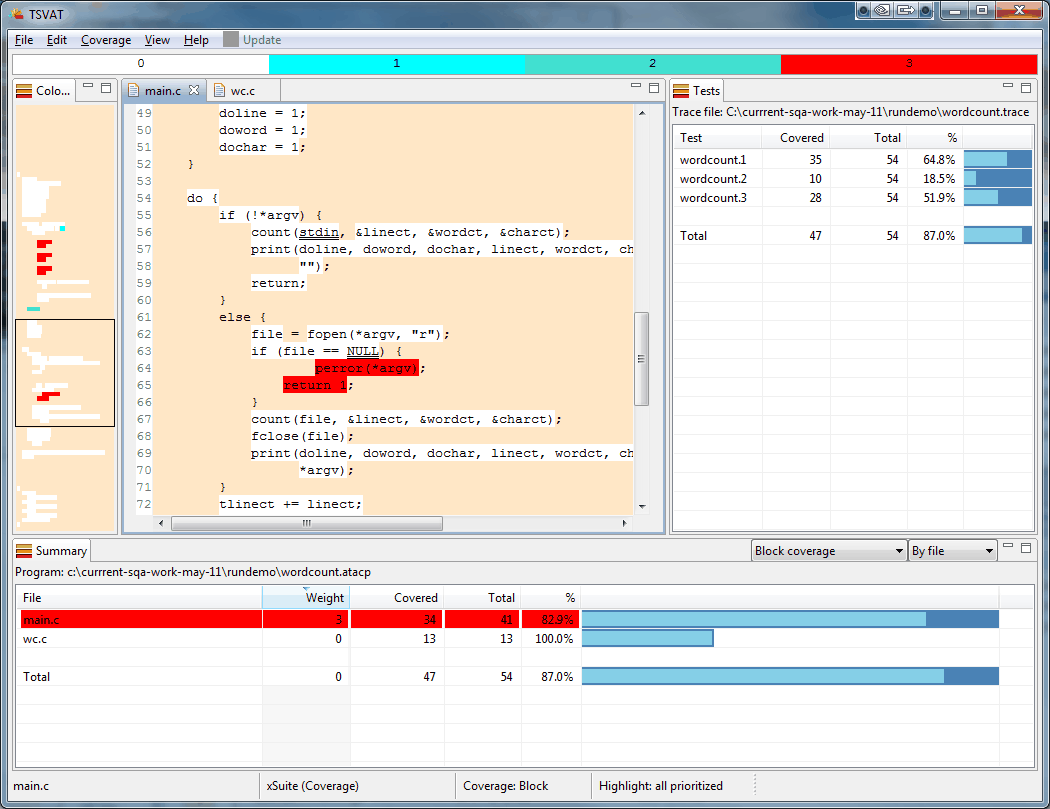 TSVAT
File Edit Coverage View Help Update
0 1 2 3
Colo...
main.c wc.c
49 doline = 1;
50 doword = 1;
51 dochar = 1;
52 }
53
54 do {
55 if (!*argv) {
56 count(stdin, &linect, &wordct, &charct);
57 print(doline, doword, dochar, linect, wordct, ch
58 "");
59 return;
60 }
61 else {
62 file = fopen(*argv, "r");
63 if (file == NULL) {
64 perror(*argv);
65 return 1;
66 }
67 count(file, &linect, &wordct, &charct);
68 fclose(file);
69 print(doline, doword, dochar, linect, wordct, ch
70 *argv);
71 }
72 tlinect += linect;
Tests
Trace file: C:\currrent-sqa-work-may-11\rundemo\wordcount.trace
Test Covered Total %
wordcount.1 35 54 64.8%
wordcount.2 10 54 18.5%
wordcount.3 28 54 51.9%
Total 47 54 87.0%
Summary
Block coverage By file
Program: c:\currrent-sqa-work-may-11\rundemo\wordcount.atacp
File Weight Covered Total %
main.c 3 34 41 82.9%
wc.c 0 13 13 100.0%
Total 0 47 54 87.0%
main.c xSuite (Coverage) Coverage: Block Highlight: all prioritized